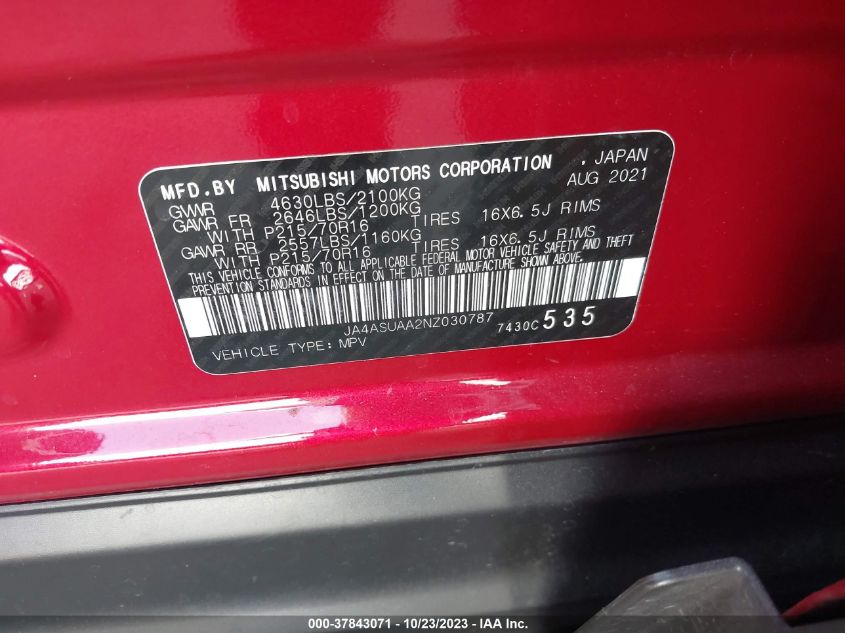 MFD.BY MITSUBISHI MOTORS CORPORATION . JAPAN
AUG 2021
GVWR 4630LBS/2100KG
GAWR FR 2646LBS/1200KG
WITH P215/70R16 TIRES 16X6.5J RIMS
GAWR RR 2557LBS/1160KG
WITH P215/70R16 TIRES 16X6.5J RIMS
THIS VEHICLE CONFORMS TO ALL APPLICABLE FEDERAL MOTOR VEHICLE SAFETY AND THEFT
PREVENTION STANDARDS IN EFFECT ON THE DATE OF MANUFACTURE SHOWN ABOVE.
JA4ASUAA2NZ030787
7430C 535
VEHICLE TYPE: MPV
000-37843071 | 10/23/2023 | IAA Inc.